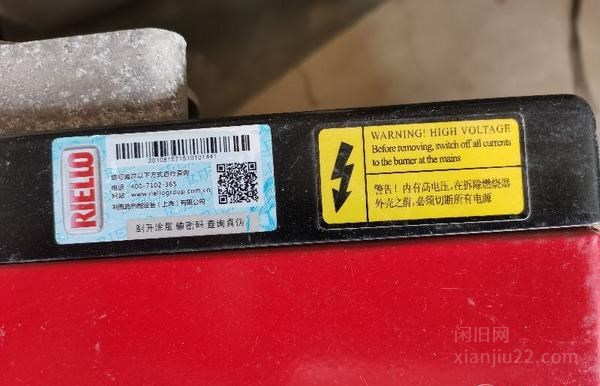 RIELLO
201081571510101441
您可通过以下方式进行查询
电话：400-7102-365
网站：www.riellogroup.com.cn
利雅路热能设备（上海）有限公司
刮开涂层 输密码 查询真伪
WARNING! HIGH VOLTAGE
Before removing, switch off all currents
to the burner at the mains
警告！内有高电压，在拆除燃烧器
外壳之前，必须切断所有电源
闲旧网
xianjiu22.com